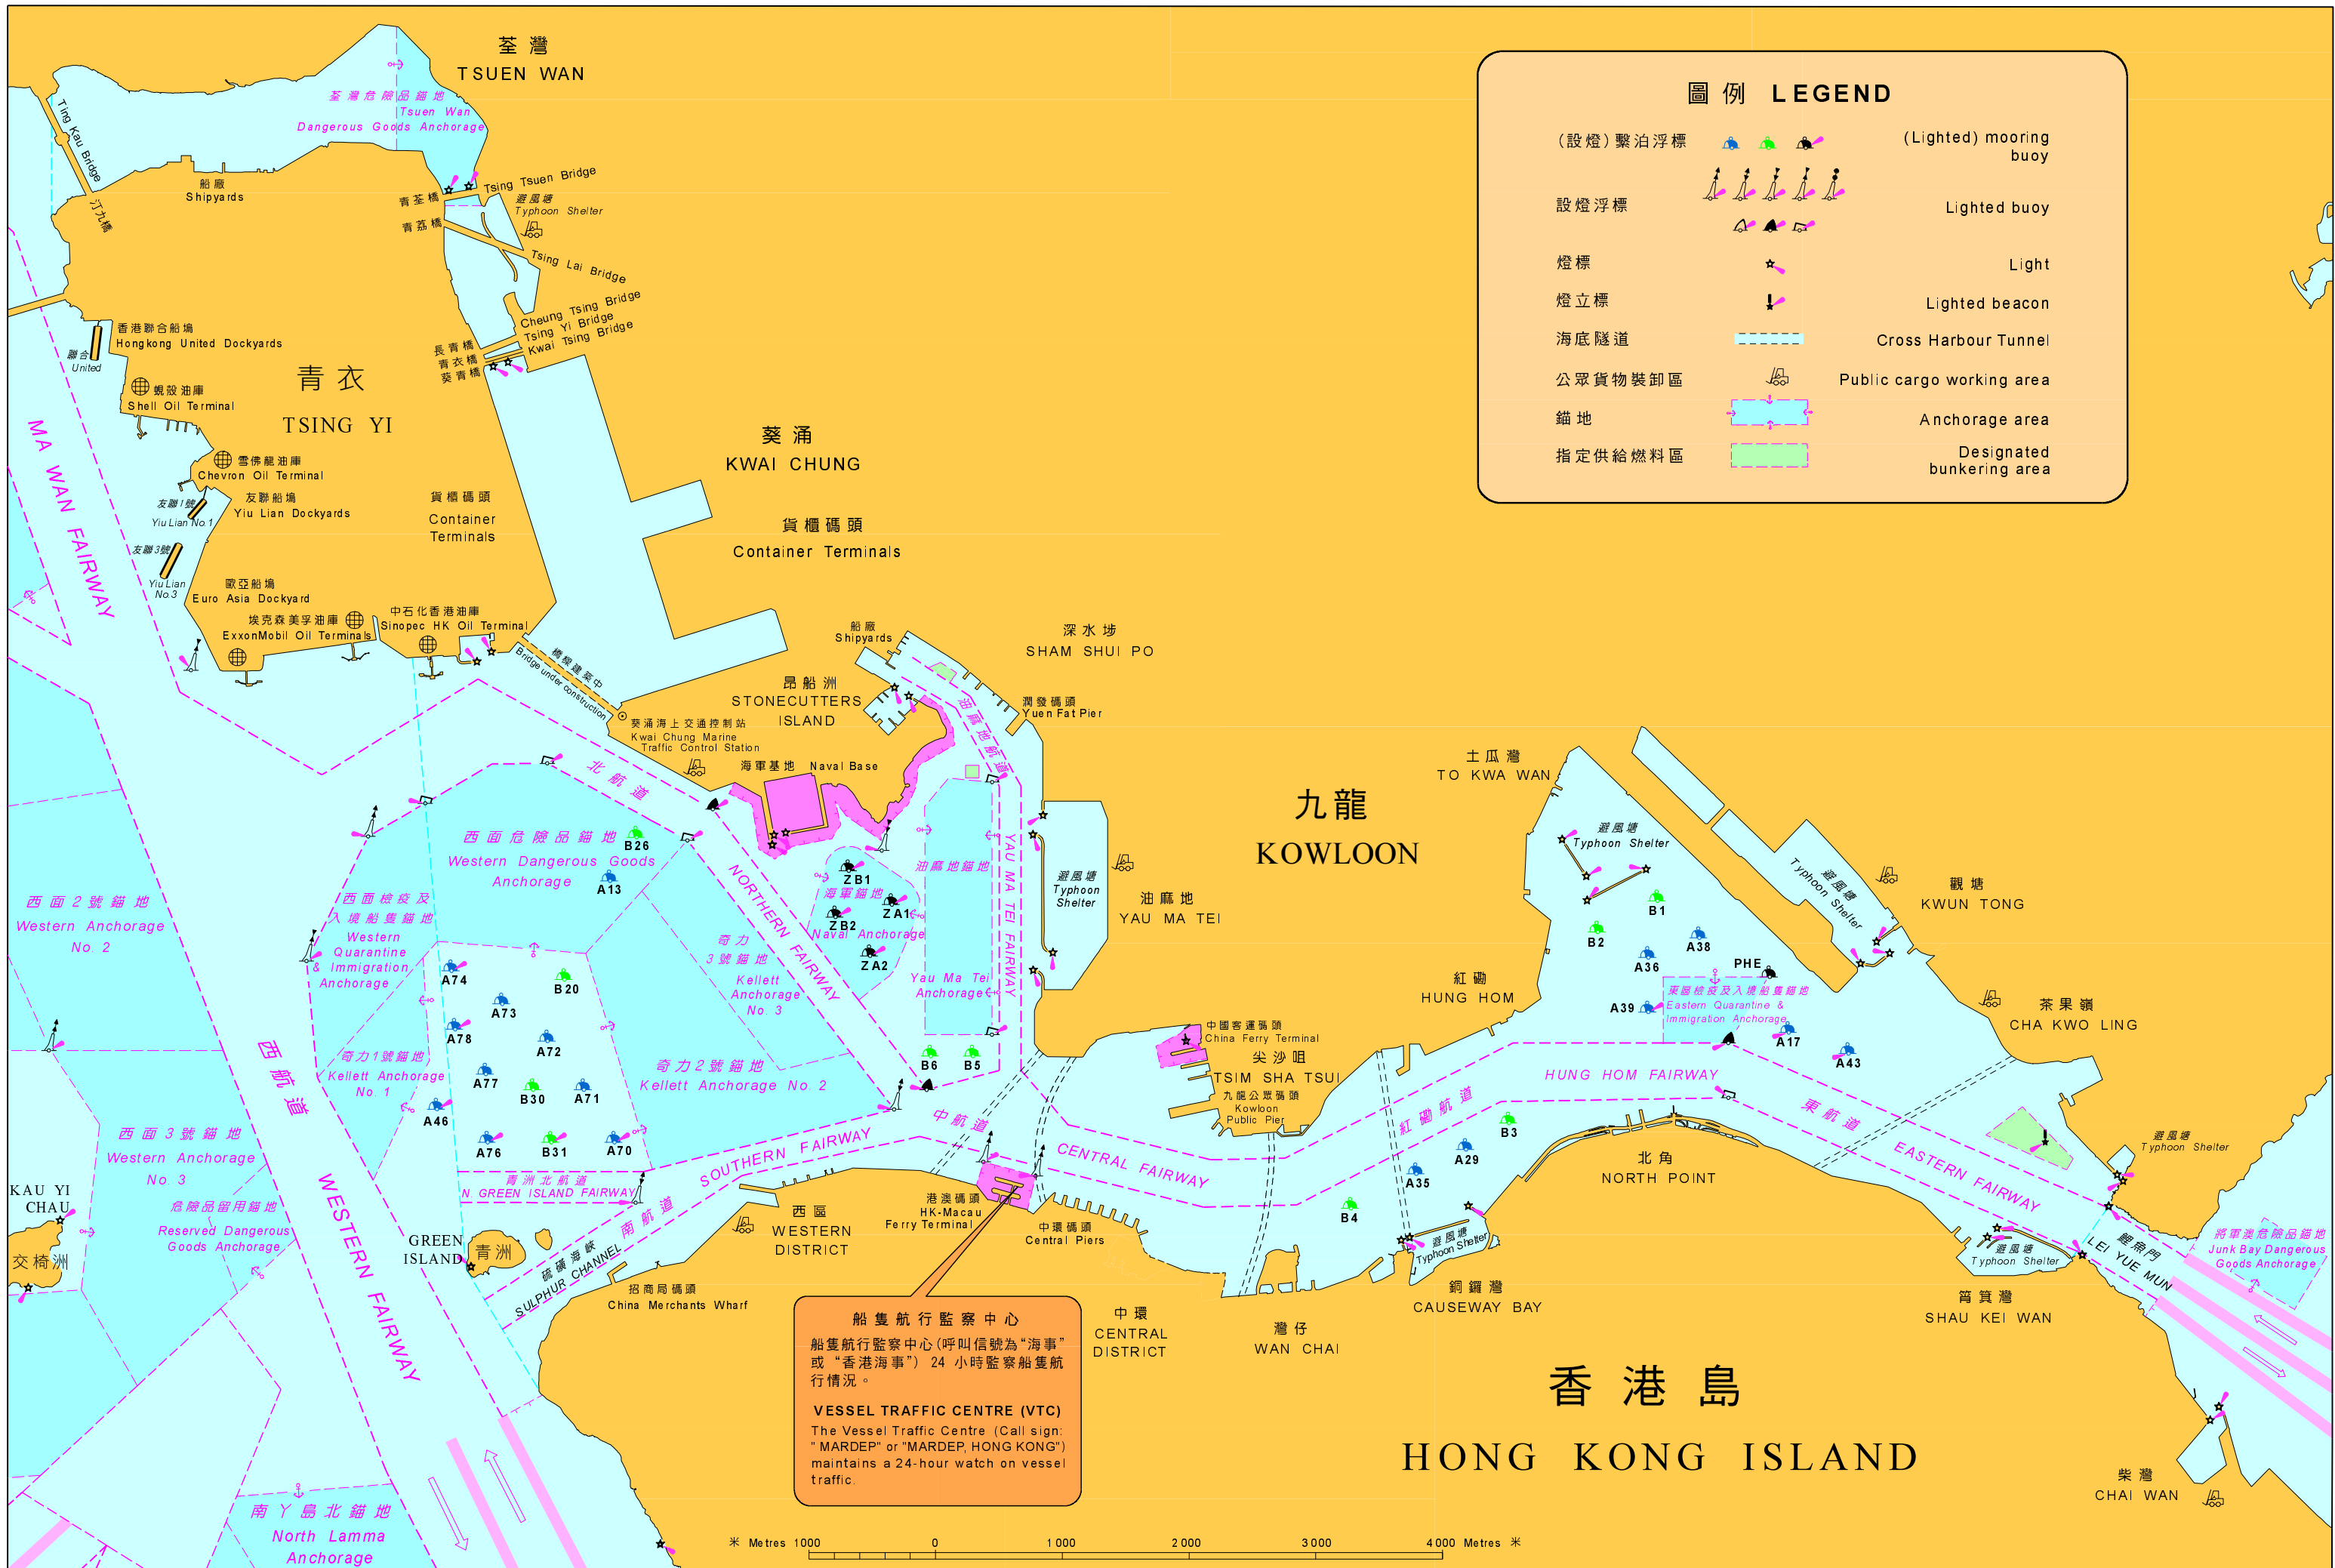 荃灣
TSUEN WAN
荃灣危險品錨地
Tsuen Wan
Dangerous Goods Anchorage
Ting Kau Bridge
汀九橋
船廠
Shipyards
青荃橋
Tsing Tsuen Bridge
避風塘
Typhoon Shelter
青荔橋
Tsing Lai Bridge
Cheung Tsing Bridge
Tsing Yi Bridge
Kwai Tsing Bridge
長青橋
青衣橋
葵青橋
香港聯合船塢
Hongkong United Dockyards
聯合
United
蜆殼油庫
Shell Oil Terminal
青衣
TSING YI
雪佛龍油庫
Chevron Oil Terminal
友聯1號
Yiu Lian No.1
友聯船塢
Yiu Lian Dockyards
友聯3號
Yiu Lian
No.3
貨櫃碼頭
Container
Terminals
歐亞船塢
Euro Asia Dockyard
埃克森美孚油庫
ExxonMobil Oil Terminals
中石化香港油庫
Sinopec HK Oil Terminal
橋樑建築中
Bridge under construction
葵涌
KWAI CHUNG
貨櫃碼頭
Container Terminals
圖例 LEGEND
(設燈)繫泊浮標
(Lighted) mooring
buoy
設燈浮標
Lighted buoy
燈標
Light
燈立標
Lighted beacon
海底隧道
Cross Harbour Tunnel
公眾貨物裝卸區
Public cargo working area
錨地
Anchorage area
指定供給燃料區
Designated
bunkering area
MA WAN FAIRWAY
船廠
Shipyards
深水埗
SHAM SHUI PO
昂船洲
STONECUTTERS
ISLAND
潤發碼頭
Yuen Fat Pier
葵涌海上交通控制站
Kwai Chung Marine
Traffic Control Station
海軍基地 Naval Base
油麻地航道
YAU MA TEI FAIRWAY
北航道
NORTHERN FAIRWAY
西面危險品錨地
Western Dangerous Goods
Anchorage
B26
A13
西面檢疫及
入境船隻錨地
Western
Quarantine
& Immigration
Anchorage
西面2號錨地
Western Anchorage
No. 2
海軍錨地
Naval Anchorage
ZB1
ZA1
ZB2
ZA2
油麻地錨地
Yau Ma Tei
Anchorage
避風塘
Typhoon
Shelter
油麻地
YAU MA TEI
九龍
KOWLOON
奇力
3號錨地
Kellett
Anchorage
No. 3
奇力2號錨地
Kellett Anchorage No. 2
奇力1號錨地
Kellett Anchorage
No. 1
A74
B20
A73
A78
A72
A77
B30
A71
A46
A76
B31
A70
B6
B5
西航道
WESTERN FAIRWAY
西面3號錨地
Western Anchorage
No. 3
危險品留用錨地
Reserved Dangerous
Goods Anchorage
KAU YI
CHAU
交椅洲
青洲北航道
N. GREEN ISLAND FAIRWAY
GREEN
ISLAND
青洲
南航道
SOUTHERN FAIRWAY
硫磺海峽
SULPHUR CHANNEL
招商局碼頭
China Merchants Wharf
西區
WESTERN
DISTRICT
港澳碼頭
HK-Macau
Ferry Terminal
中環碼頭
Central Piers
中航道
CENTRAL FAIRWAY
中國客運碼頭
China Ferry Terminal
尖沙咀
TSIM SHA TSUI
九龍公眾碼頭
Kowloon
Public Pier
土瓜灣
TO KWA WAN
避風塘
Typhoon Shelter
避風塘
Typhoon Shelter
觀塘
KWUN TONG
B1
B2
A38
A36
PHE
A39
東區檢疫及入境船隻錨地
Eastern Quarantine &
Immigration Anchorage
A17
A43
紅磡
HUNG HOM
茶果嶺
CHA KWO LING
紅磡航道
HUNG HOM FAIRWAY
B3
A29
A35
B4
東航道
EASTERN FAIRWAY
北角
NORTH POINT
避風塘
Typhoon Shelter
避風塘
Typhoon Shelter
避風塘
Typhoon Shelter
鯉魚門
LEI YUE MUN
將軍澳危險品錨地
Junk Bay Dangerous
Goods Anchorage
銅鑼灣
CAUSEWAY BAY
筲箕灣
SHAU KEI WAN
灣仔
WAN CHAI
中環
CENTRAL
DISTRICT
香港島
HONG KONG ISLAND
柴灣
CHAI WAN
船隻航行監察中心
船隻航行監察中心(呼叫信號為“海事”
或“香港海事”) 24 小時監察船隻航
行情況。
VESSEL TRAFFIC CENTRE (VTC)
The Vessel Traffic Centre (Call sign:
" MARDEP" or "MARDEP, HONG KONG")
maintains a 24-hour watch on vessel
traffic.
南丫島北錨地
North Lamma
Anchorage
米 Metres 1000 0 1 000 2 000 3 000 4 000 Metres 米